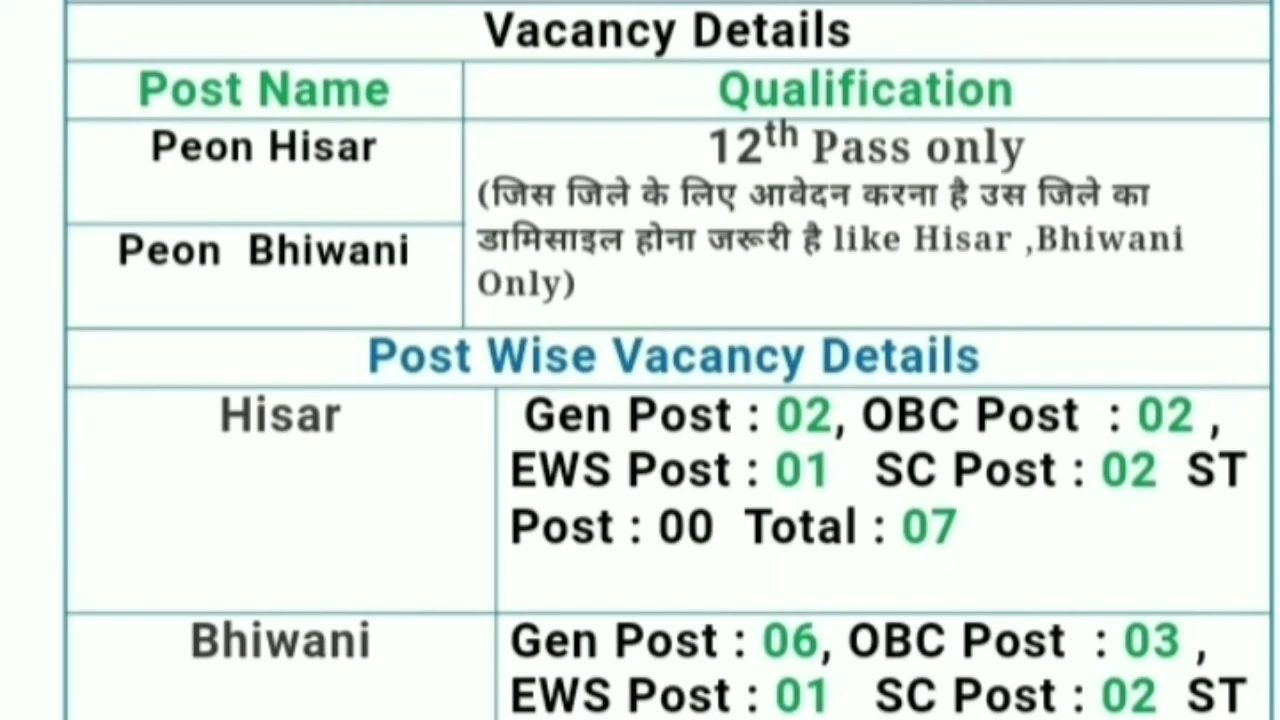 Vacancy Details
Post Name Qualification
Peon Hisar
12th Pass only
(जिस जिले के लिए आवेदन करना है उस जिले का
डामिसाइल होना जरूरी है like Hisar ,Bhiwani
Only)
Peon Bhiwani
Post Wise Vacancy Details
Hisar
Gen Post : 02, OBC Post : 02 ,
EWS Post : 01 SC Post : 02 ST
Post : 00 Total : 07
Bhiwani
Gen Post : 06, OBC Post : 03 ,
EWS Post : 01 SC Post : 02 ST